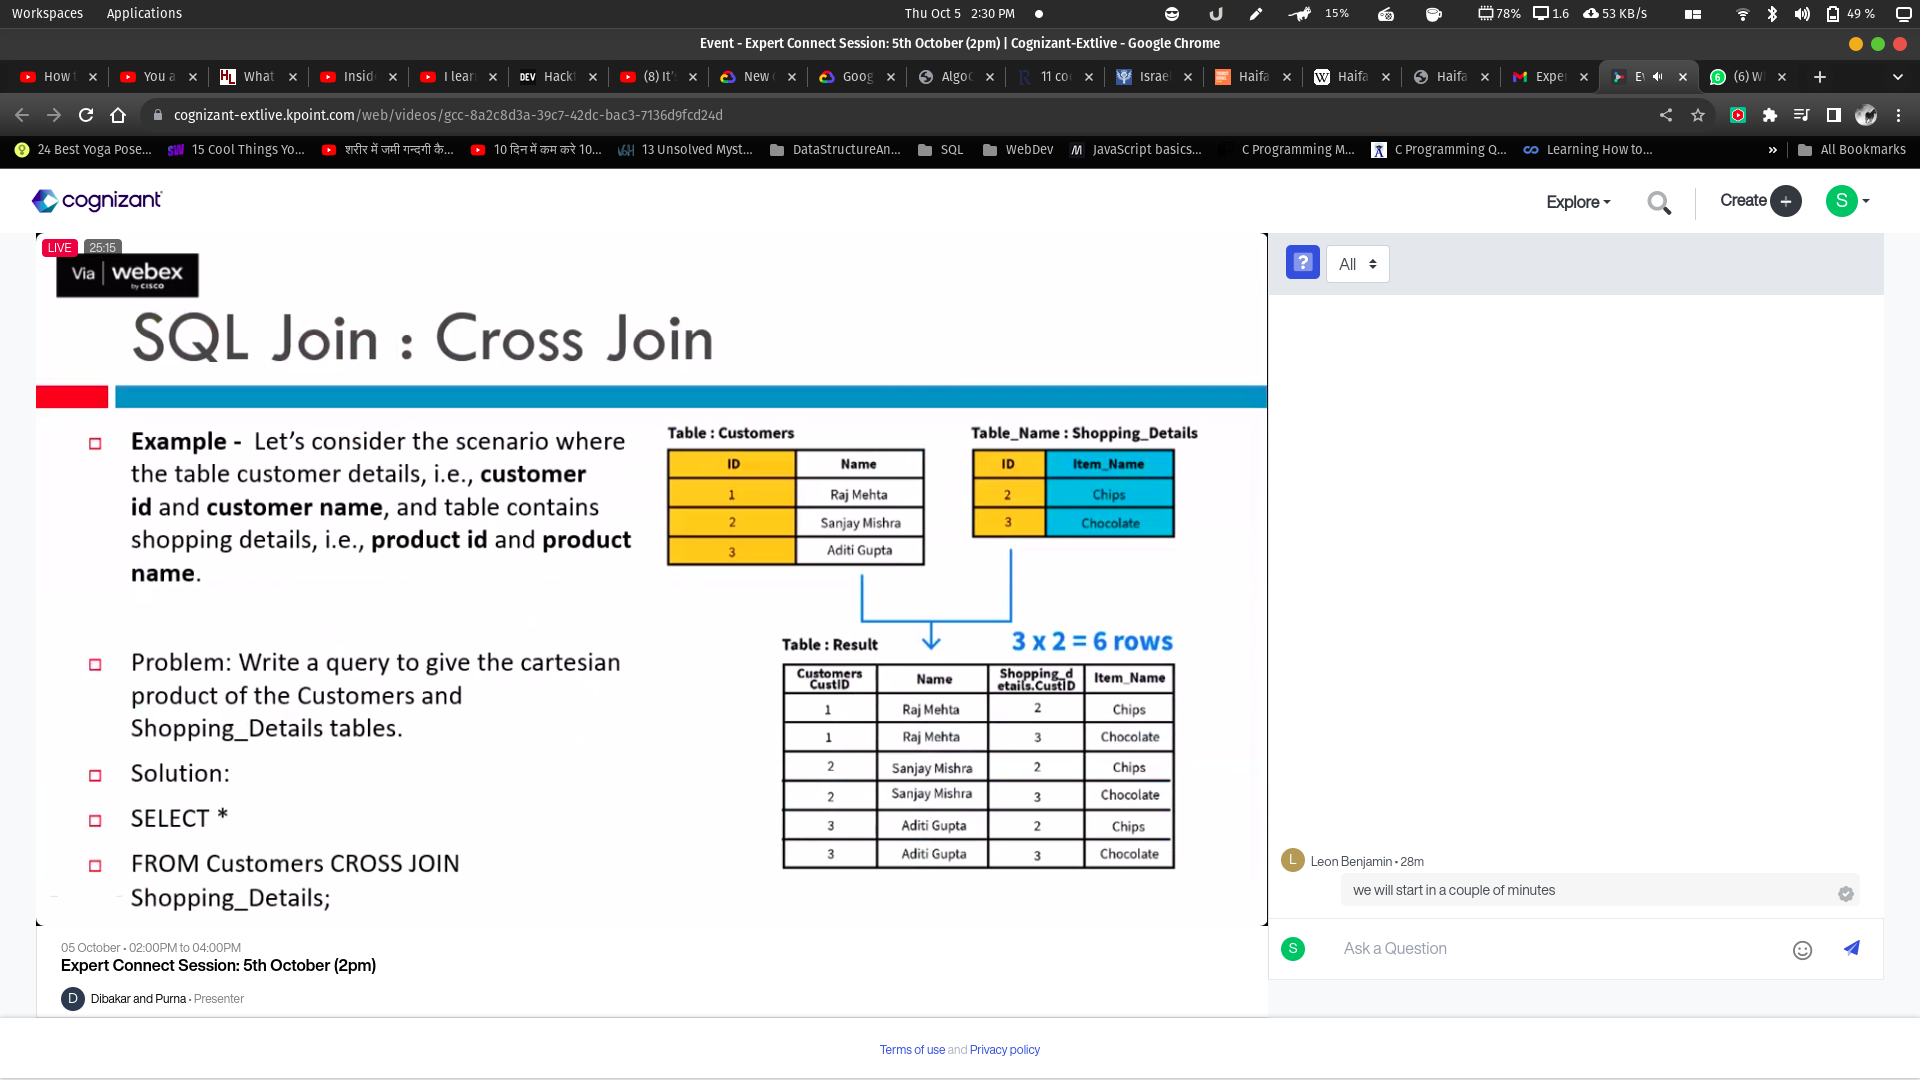 Workspaces Applications Thu Oct 5 2:30 PM 15% 78% 1.6 53 KB/s 49 %
Event - Expert Connect Session: 5th October (2pm) | Cognizant-Extlive - Google Chrome
How You a What Insid I lear DEV Hackt (8) It' New Goog AlgoC 11 co Israe Haifa Haifa Haifa Exper (6) W
cognizant-extlive.kpoint.com/web/videos/gcc-8a2c8d3a-39c7-42dc-bac3-7136d9fcd24d
24 Best Yoga Pose... 15 Cool Things Yo... शरीर में जमी गन्दगी कै... 10 दिन में कम करे 10... 13 Unsolved Myst... DataStructureAn... SQL WebDev JavaScript basics... C Programming M... C Programming Q... Learning How to... » All Bookmarks
cognizant Explore Create S
LIVE 25:15
Via webex
by CISCO
? All
SQL Join : Cross Join
Example - Let's consider the scenario where
the table customer details, i.e., customer
id and customer name, and table contains
shopping details, i.e., product id and product
name.
Problem: Write a query to give the cartesian
product of the Customers and
Shopping_Details tables.
Solution:
SELECT *
FROM Customers CROSS JOIN
Shopping_Details;
Table : Customers
ID Name
1 Raj Mehta
2 Sanjay Mishra
3 Aditi Gupta
Table_Name : Shopping_Details
ID Item_Name
2 Chips
3 Chocolate
Table : Result 3 x 2 = 6 rows
Customers Name Shopping_d Item_Name
CustID etails.CustID
1 Raj Mehta 2 Chips
1 Raj Mehta 3 Chocolate
2 Sanjay Mishra 2 Chips
2 Sanjay Mishra 3 Chocolate
3 Aditi Gupta 2 Chips
3 Aditi Gupta 3 Chocolate
L Leon Benjamin • 28m
we will start in a couple of minutes
S Ask a Question
05 October • 02:00PM to 04:00PM
Expert Connect Session: 5th October (2pm)
D Dibakar and Purna • Presenter
Terms of use and Privacy policy